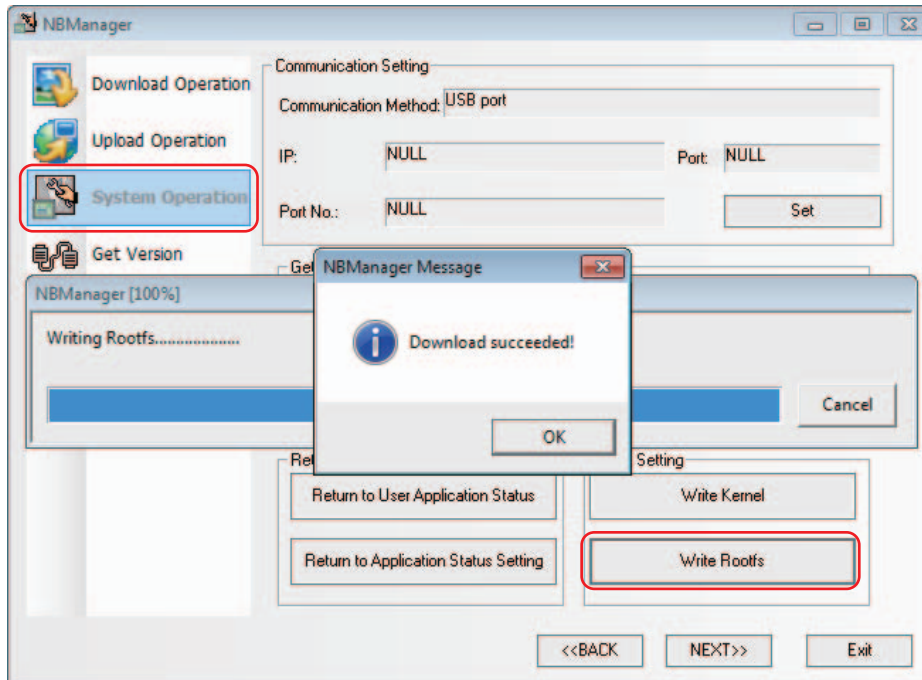 NBManager
Download Operation
Upload Operation
System Operation
Get Version
Communication Setting
Communication Method: USB port
IP: NULL Port: NULL
Port No.: NULL Set
Get
NBManager [100%]
Writing Rootfs....................
Cancel
NBManager Message
Download succeeded!
OK
Ret
Return to User Application Status
Return to Application Status Setting
Setting
Write Kernel
Write Rootfs
<<BACK NEXT>> Exit